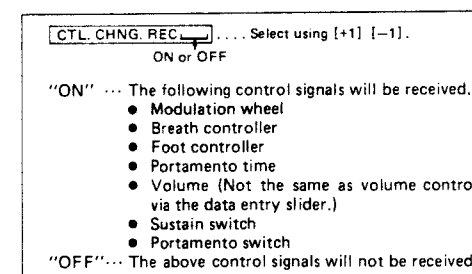 CTL. CHNG. REC .... Select using [+1] [−1].
ON or OFF
"ON" ··· The following control signals will be received.
● Modulation wheel
● Breath controller
● Foot controller
● Portamento time
● Volume (Not the same as volume contro
via the data entry slider.)
● Sustain switch
● Portamento switch
"OFF"··· The above control signals will not be received